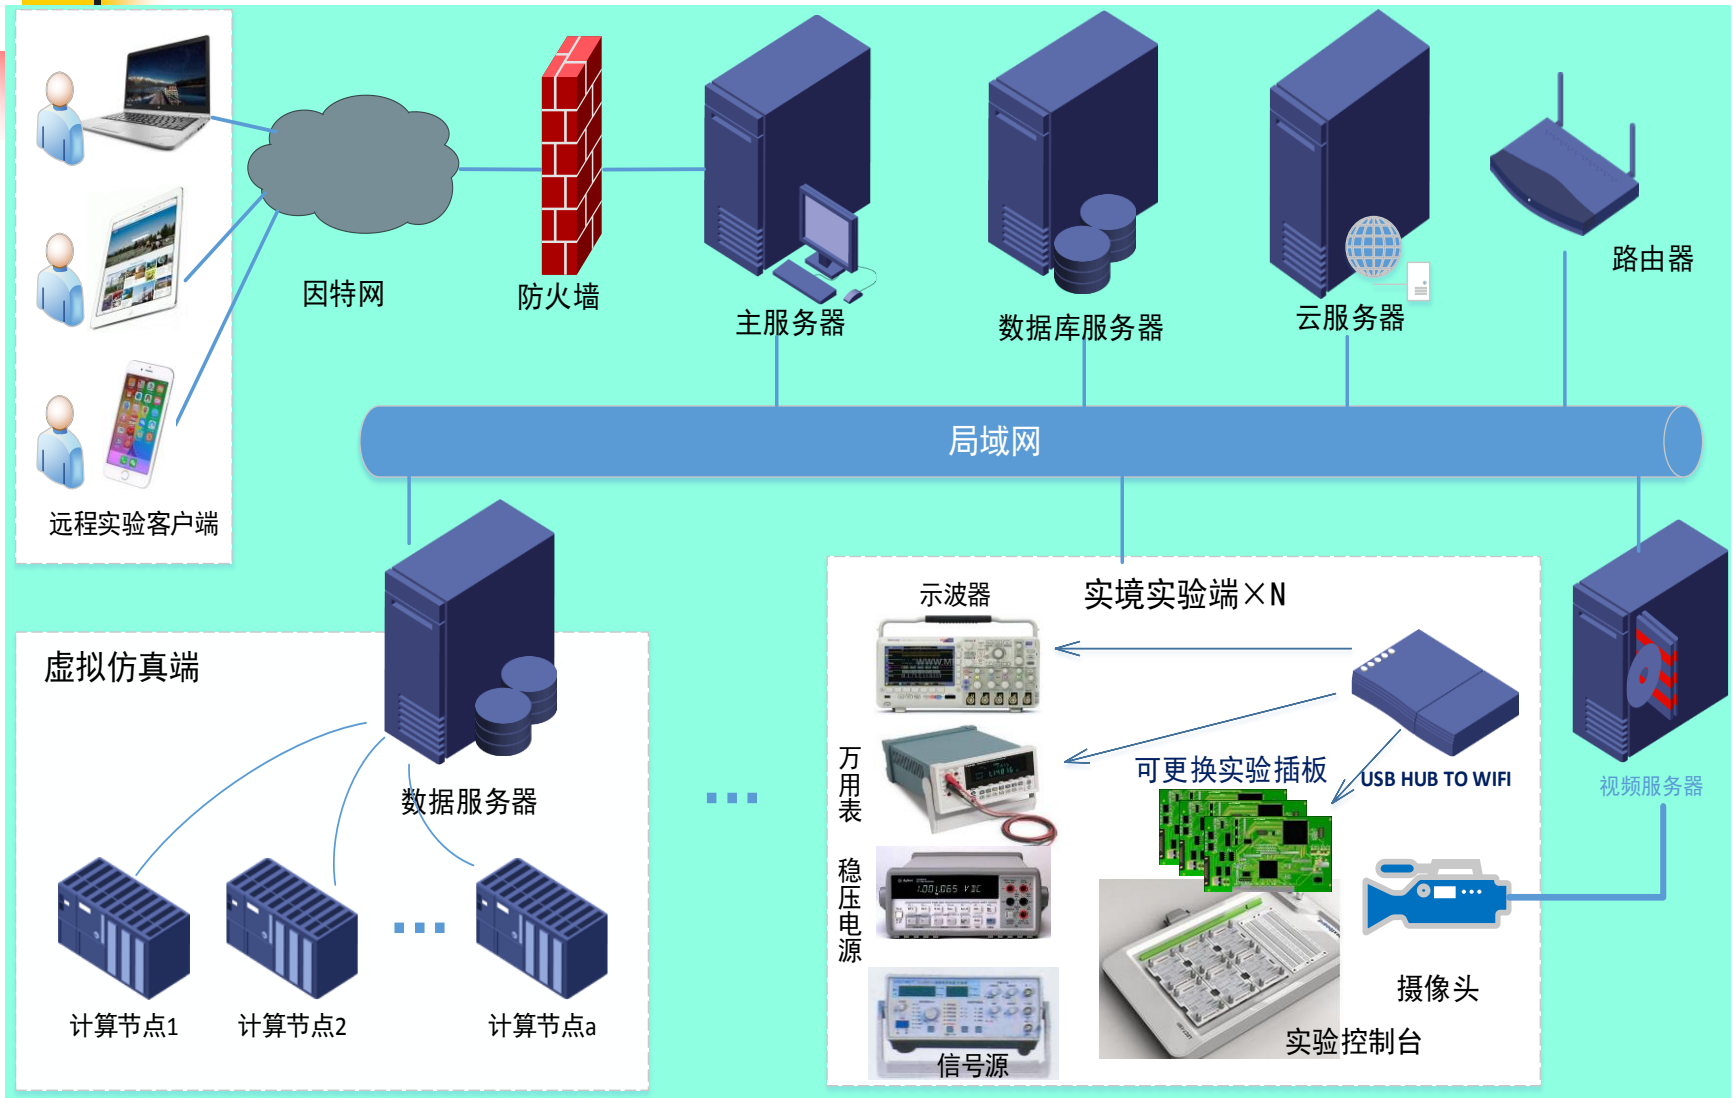 因特网
防火墙
主服务器
数据库服务器
云服务器
路由器
远程实验客户端
局域网
虚拟仿真端
数据服务器
计算节点1
计算节点2
计算节点a
实境实验端×N
示波器
万用表
稳压电源
信号源
可更换实验插板
USB HUB TO WIFI
实验控制台
摄像头
视频服务器